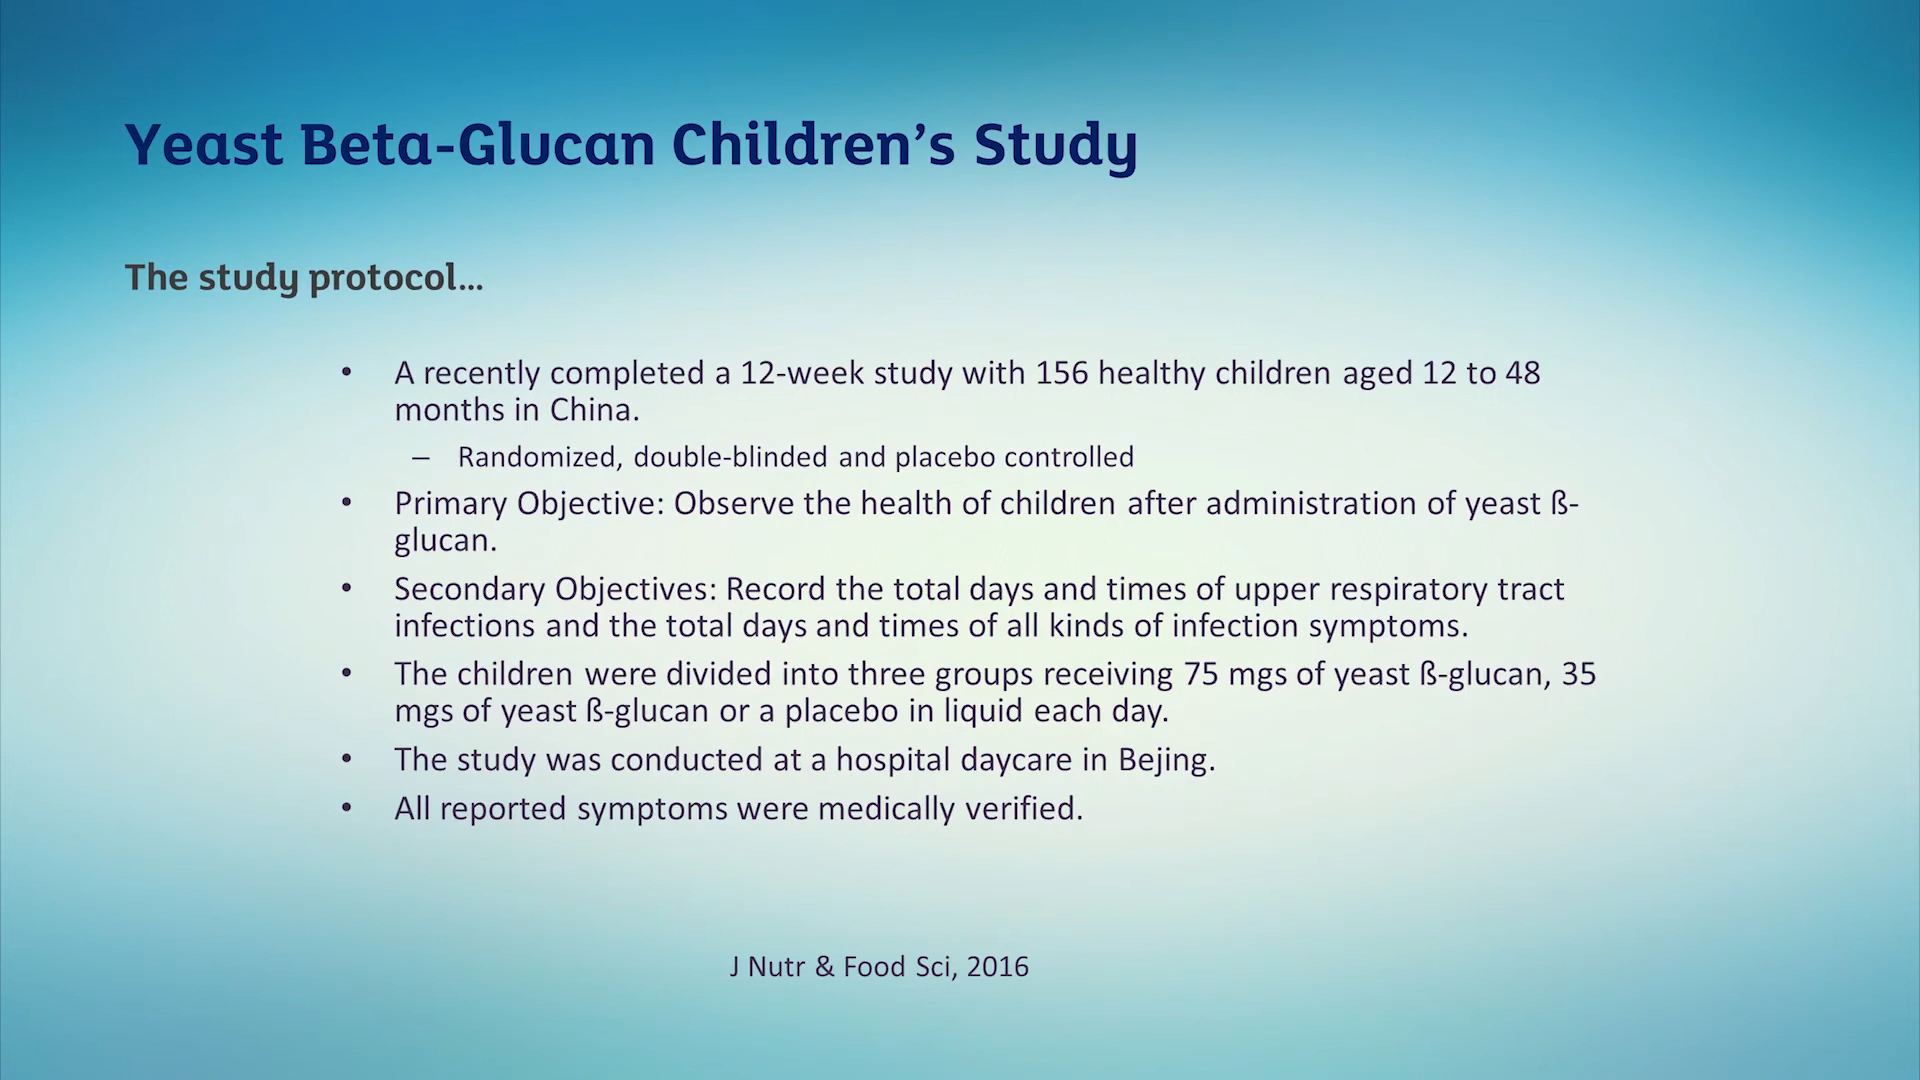 Yeast Beta-Glucan Children’s Study
The study protocol...
• A recently completed a 12-week study with 156 healthy children aged 12 to 48
months in China.
– Randomized, double-blinded and placebo controlled
• Primary Objective: Observe the health of children after administration of yeast ß-
glucan.
• Secondary Objectives: Record the total days and times of upper respiratory tract
infections and the total days and times of all kinds of infection symptoms.
• The children were divided into three groups receiving 75 mgs of yeast ß-glucan, 35
mgs of yeast ß-glucan or a placebo in liquid each day.
• The study was conducted at a hospital daycare in Bejing.
• All reported symptoms were medically verified.
J Nutr & Food Sci, 2016